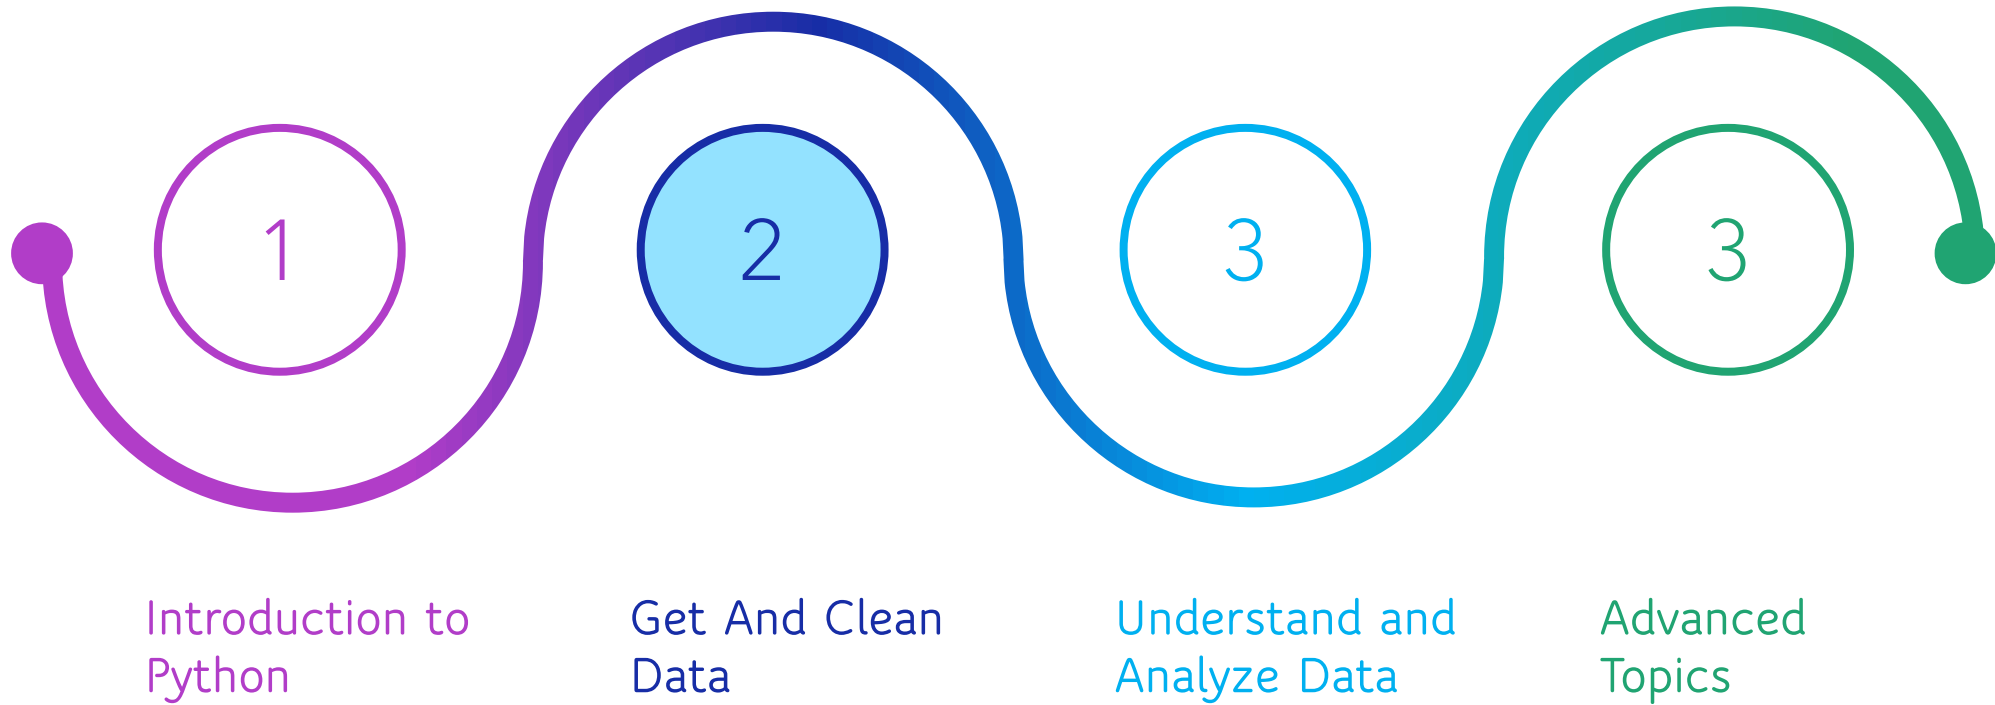 1
2
3
3
Introduction to
Python
Get And Clean
Data
Understand and
Analyze Data
Advanced
Topics